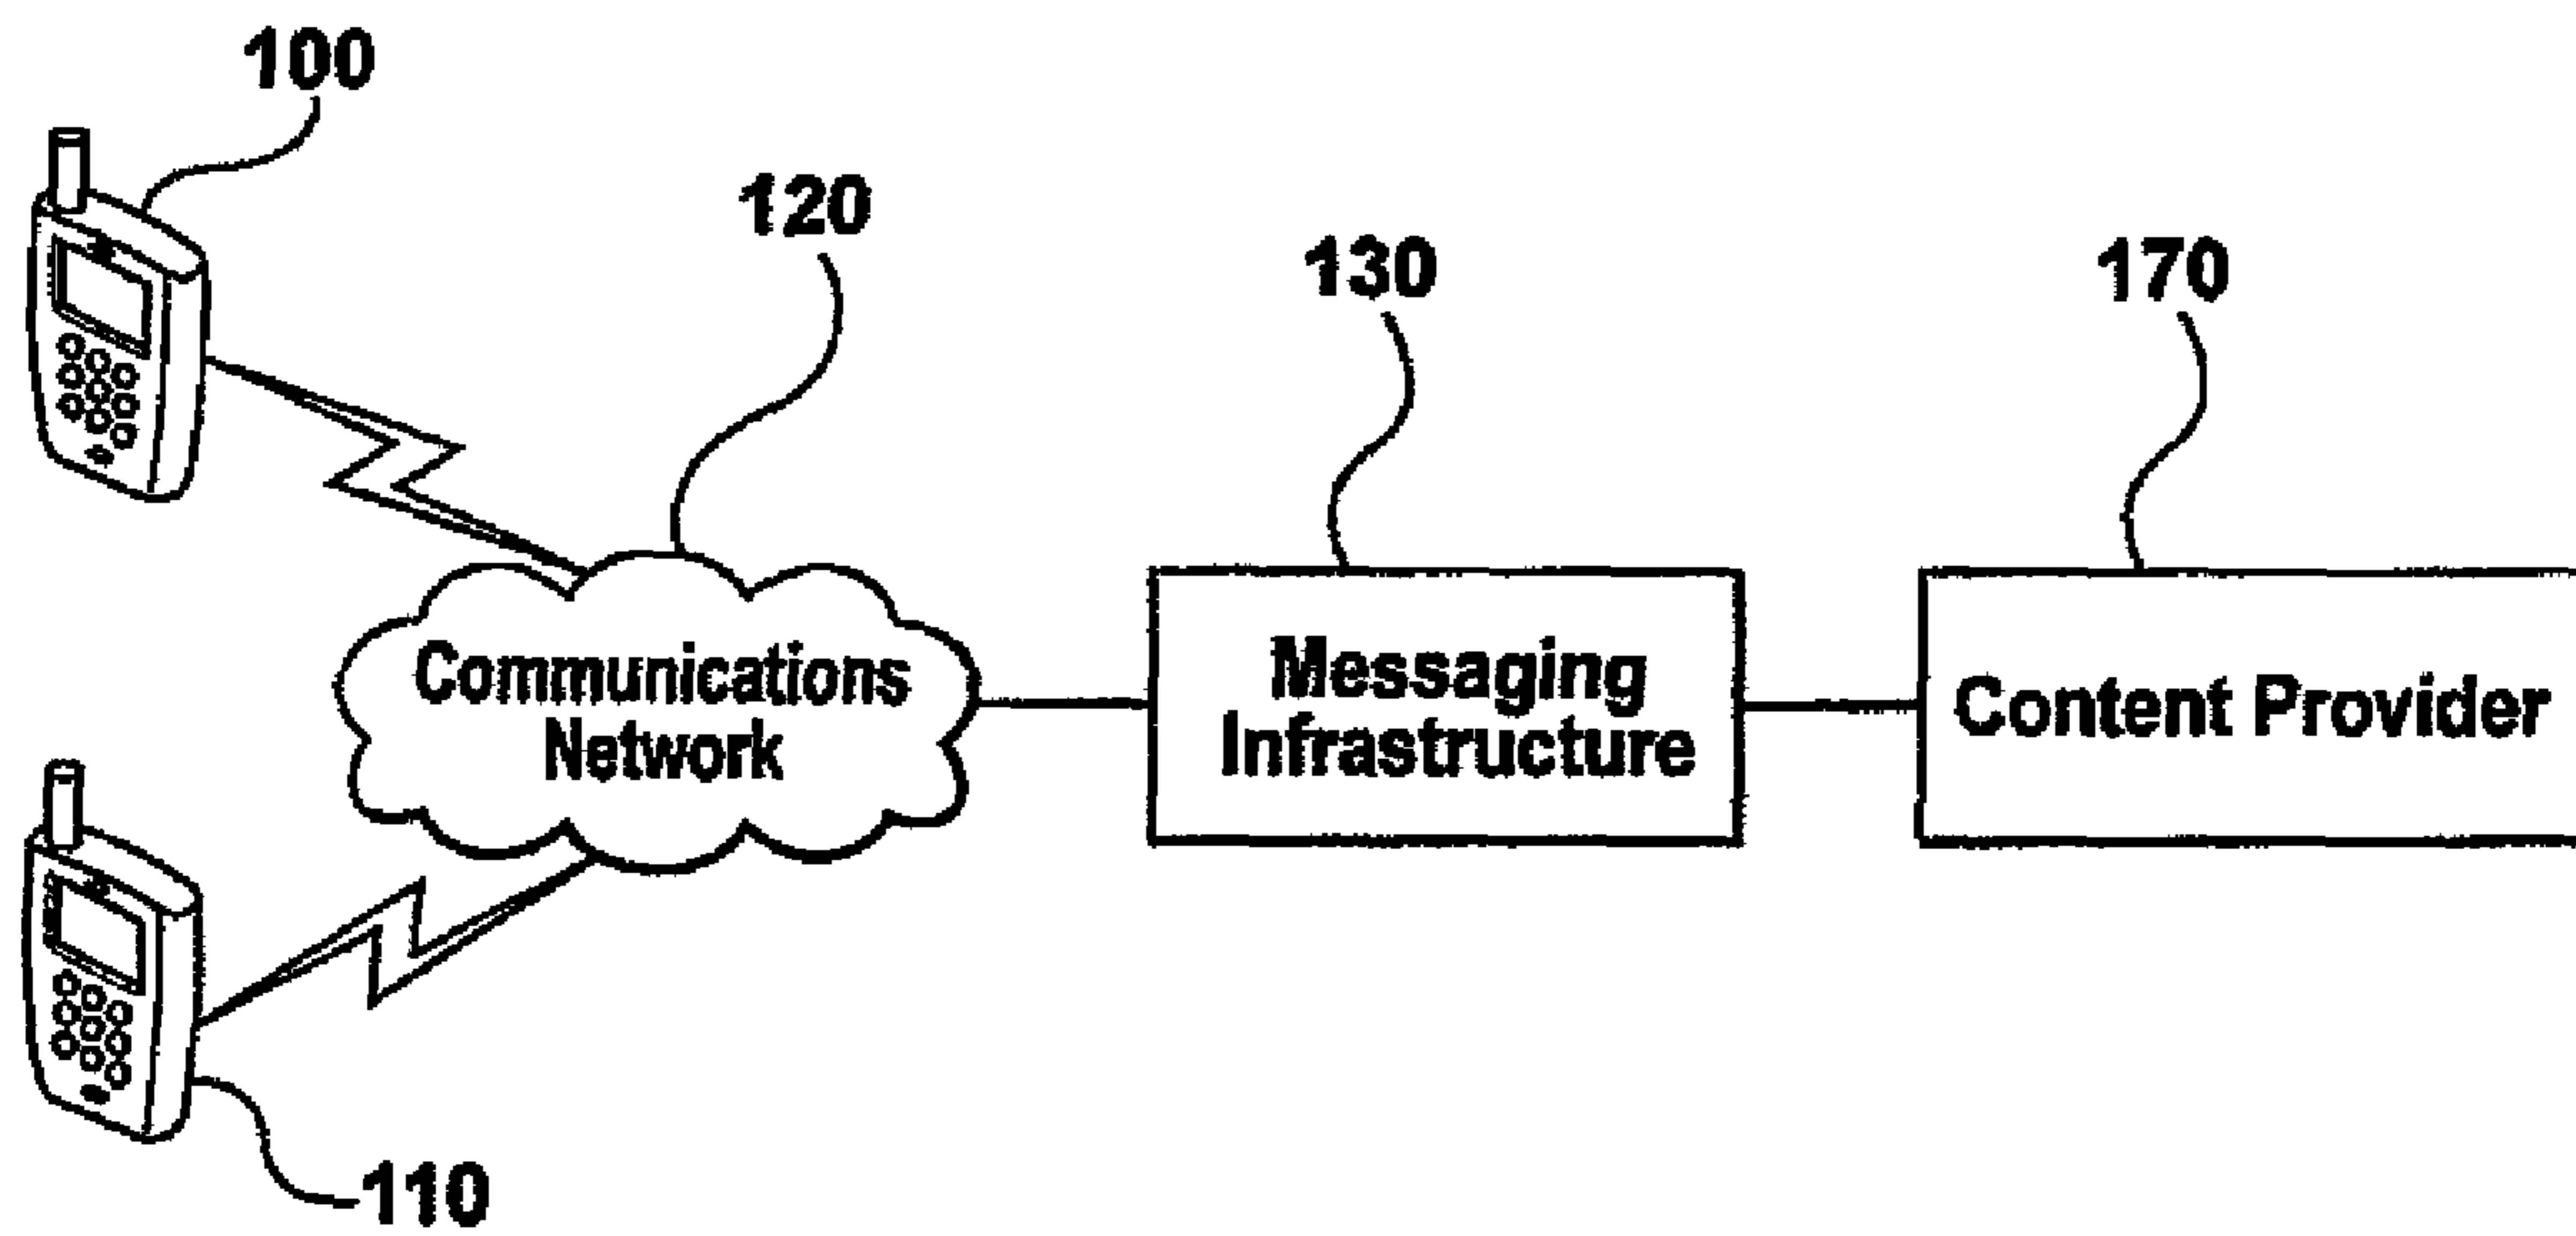 100
120
130
170
Communications
Network
Messaging
Infrastructure
Content Provider
110